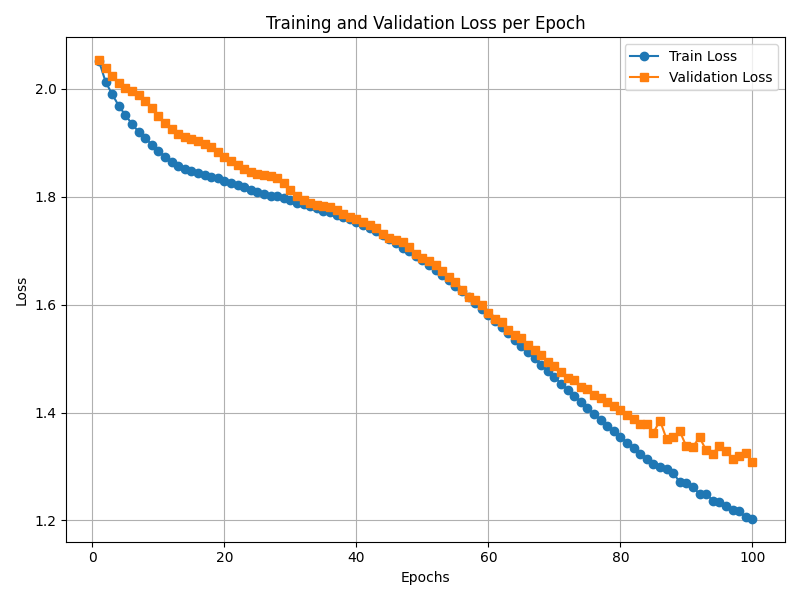 Training and Validation Loss per Epoch
Train Loss
Validation Loss
2.0
1.8
1.6
1.4
1.2
Loss
0 20 40 60 80 100
Epochs